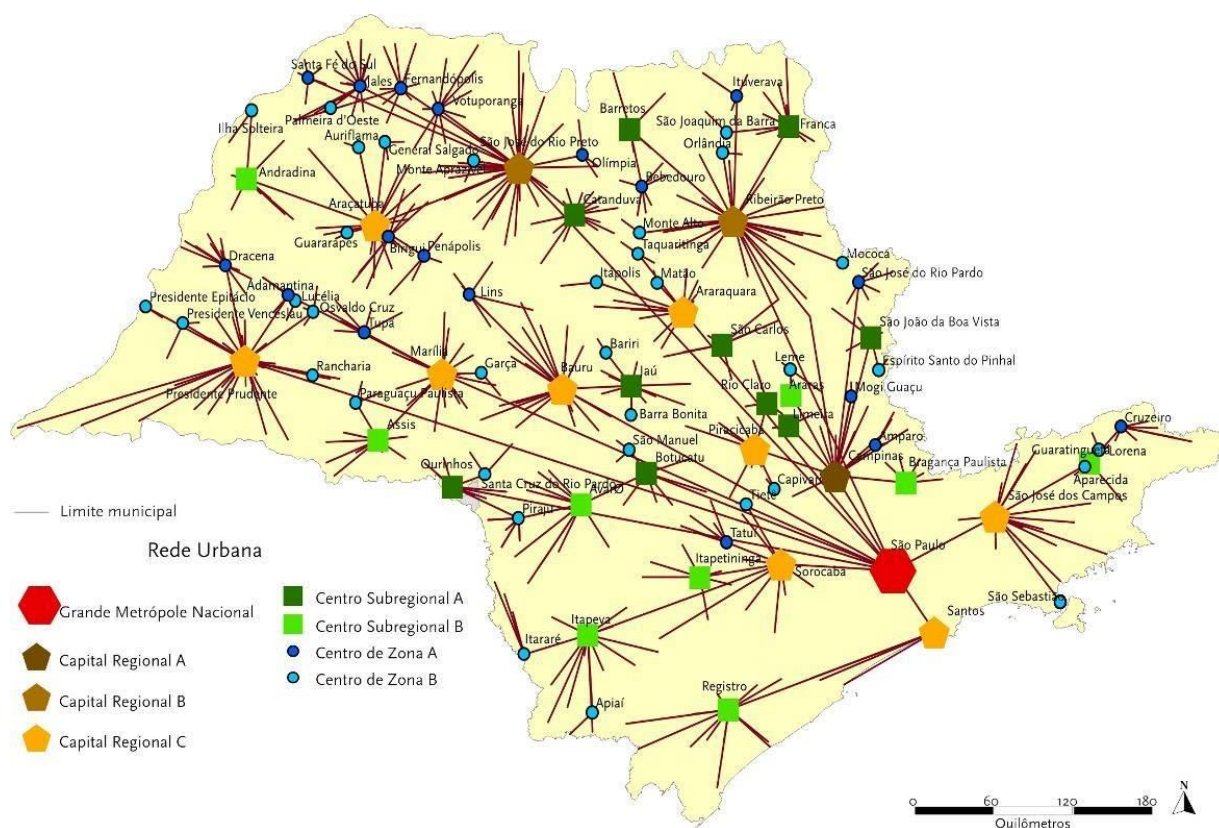 Santa Fé do Sul
Males
Fernandópolis
Votuporanga
Ituverava
Palmeira d'Oeste
Ilha Solteira
Auriflama
General Salgado
São José do Rio Preto
Monte Aprazível
Olímpia
Barretos
São Joaquim da Barra
Franca
Orlândia
Andradina
Bebedouro
Araçatuba
Catanduva
Ribeirão Preto
Monte Alto
Guararápes
Birigui
Penápolis
Taquaritinga
Mococa
Dracena
Itápolis
Matão
São José do Rio Pardo
Adamantina
Lucélia
Lins
Araraquara
Presidente Epitácio
Osvaldo Cruz
Presidente Venceslau
Tupã
São Carlos
São João da Boa Vista
Marília
Garça
Bariri
Leme
Espírito Santo do Pinhal
Bauru
Jaú
Rio Claro
Araras
Rancharia
Mogi Guaçu
Presidente Prudente
Paraguaçu Paulista
Barra Bonita
Limeira
Assis
Piracicaba
Cruzeiro
São Manuel
Amparo
Guaratinguetá
Lorena
Botucatu
Campinas
Bragança Paulista
Ourinhos
Santa Cruz do Rio Pardo
Capivari
Aparecida
AvarØ
Tietê
São José dos Campos
Piraju
Limite municipal
Tatuí
São Paulo
Rede Urbana
Itapetininga
Sorocaba
Grande Metrópole Nacional
Centro Subregional A
São Sebastião
Santos
Centro Subregional B
Itapeva
Itararé
Capital Regional A
Centro de Zona A
Centro de Zona B
Registro
Capital Regional B
Apiaí
Capital Regional C
N
0 60 120 180
Quilômetros